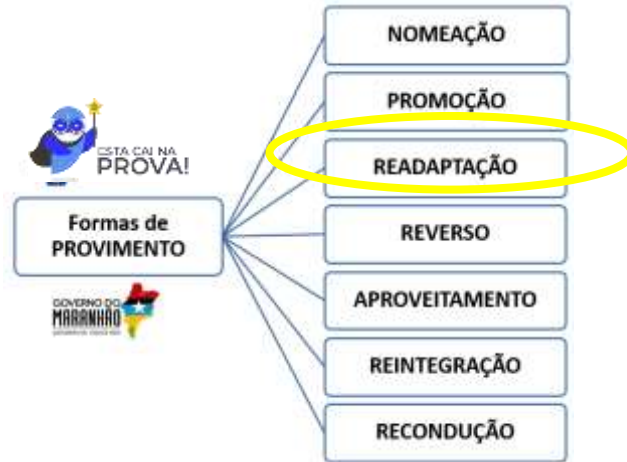 NOMEAÇÃO
PROMOÇÃO
ESTA CAI NA
PROVA!
READAPTAÇÃO
Formas de
PROVIMENTO
REVERSO
APROVEITAMENTO
GOVERNO DO
MARANHÃO
REINTEGRAÇÃO
RECONDUÇÃO